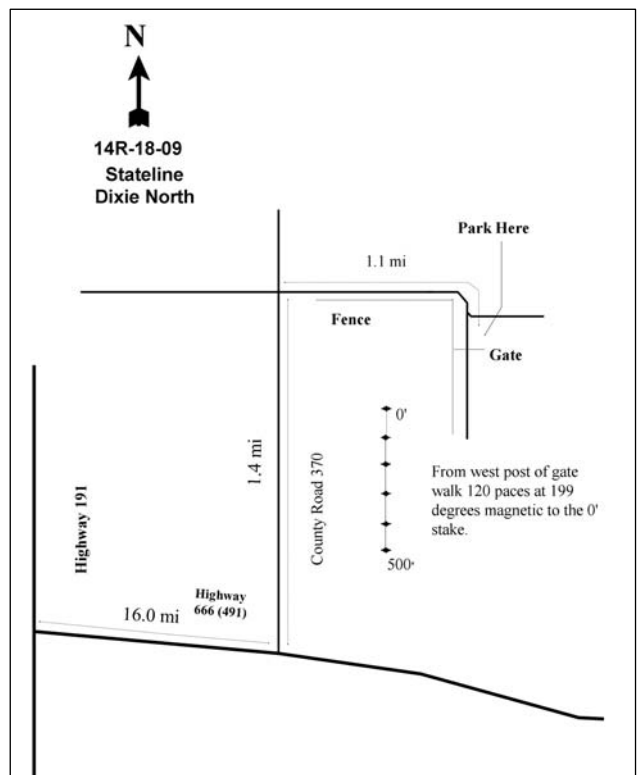 N
14R-18-09
Stateline
Dixie North
Park Here
1.1 mi
Fence
Gate
0'
1.4 mi
County Road 370
From west post of gate
walk 120 paces at 199
degrees magnetic to the 0'
stake.
Highway 191
500'
Highway
666 (491)
16.0 mi